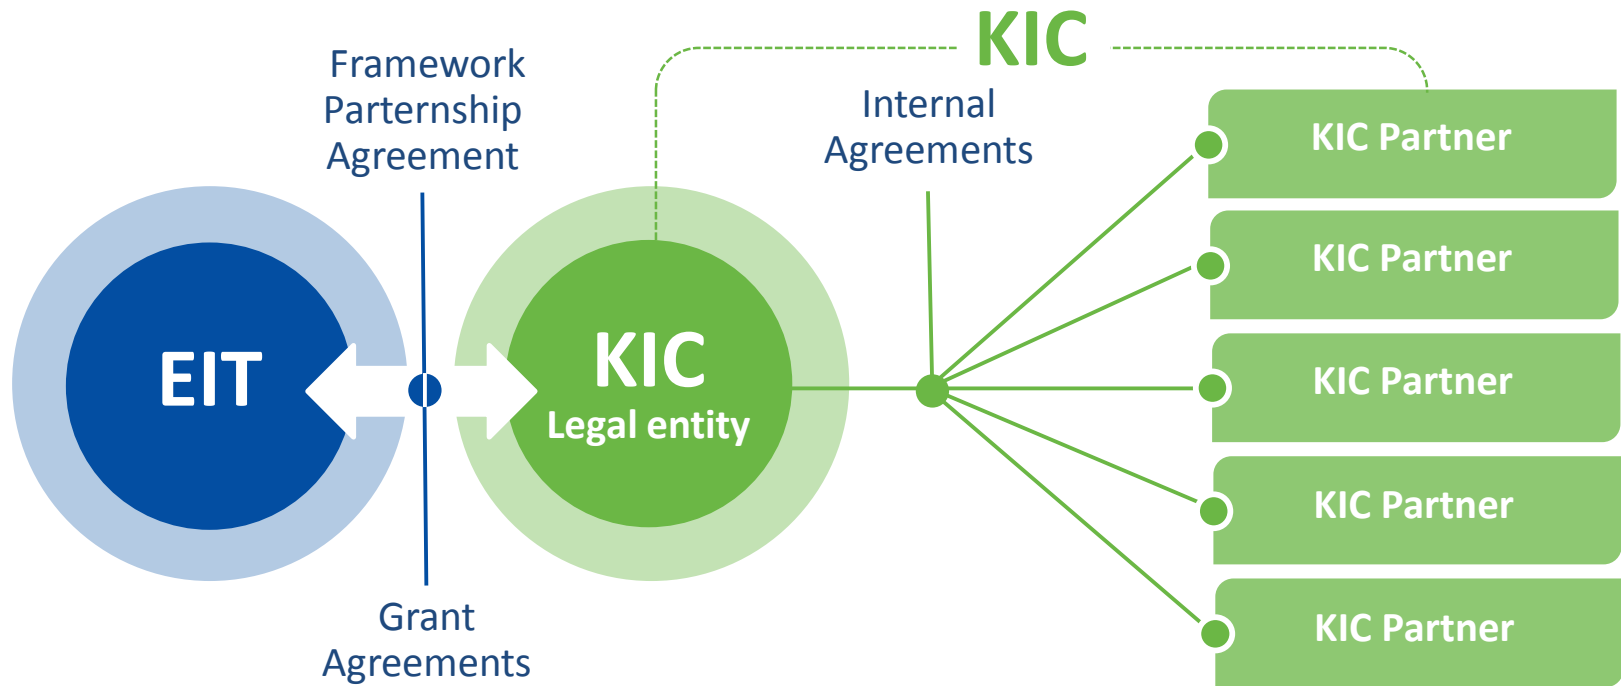 KIC
Framework
Parternship
Agreement
Internal
Agreements
EIT
KIC
Legal entity
Grant
Agreements
KIC Partner
KIC Partner
KIC Partner
KIC Partner
KIC Partner